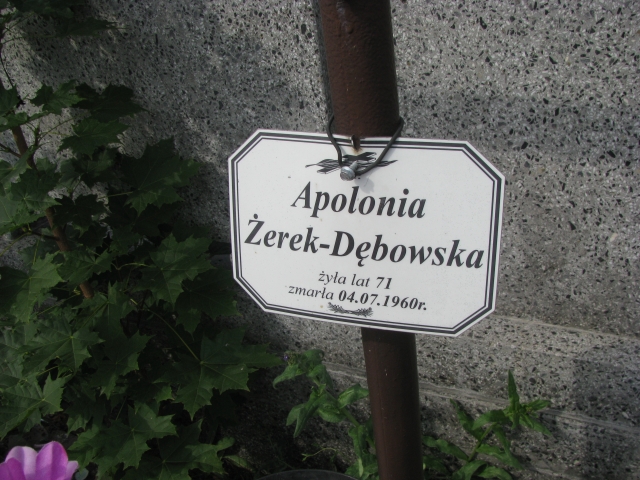 Apolonia
Żerek-Dębowska
żyła lat 71
zmarła 04.07.1960r.